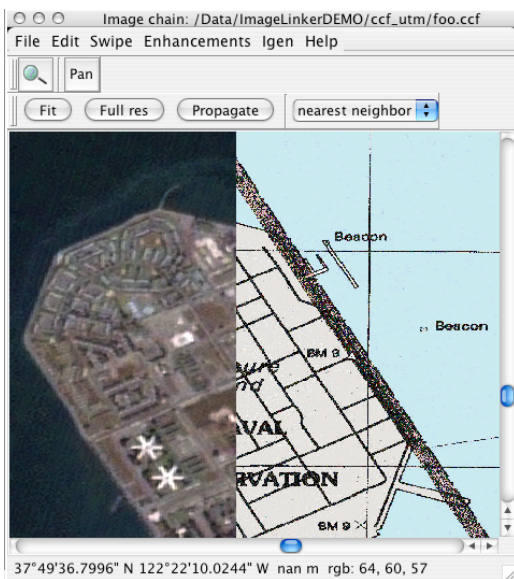 Image chain: /Data/ImageLinkerDEMO/ccf_utm/foo.ccf
File Edit Swipe Enhancements Igen Help
Pan
Fit Full res Propagate nearest neighbor
Beacon
Beacon
BM 9
sure
nd
VAL
RVATION
BM 9
37°49'36.7996" N 122°22'10.0244" W nan m rgb: 64, 60, 57